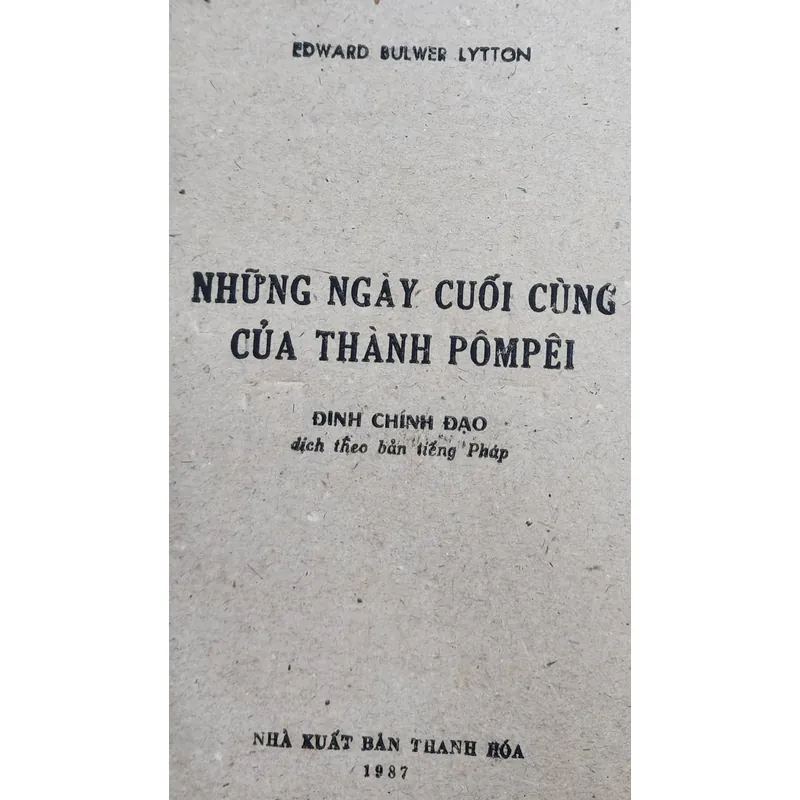 EDWARD BULWER LYTTON
NHỮNG NGÀY CUỐI CÙNG
CỦA THÀNH PÔMPÊI
ĐINH CHÍNH ĐẠO
dịch theo bản tiếng Pháp
NHÀ XUẤT BẢN THANH HÓA
1987